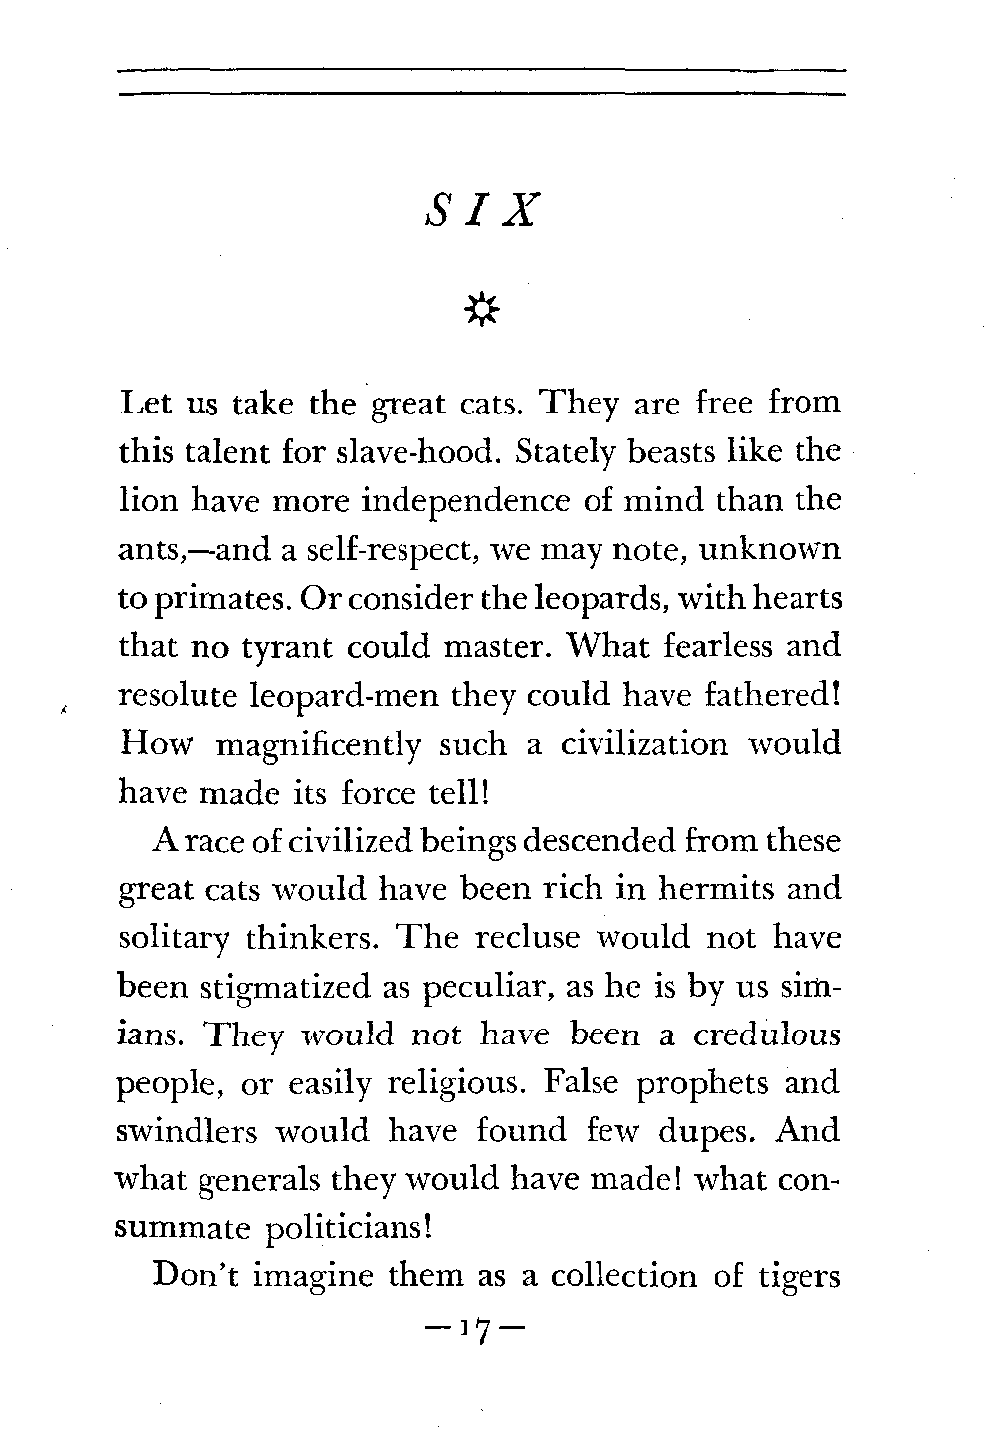 SIX
Let us take the great cats. They are free from
this talent for slave-hood. Stately beasts like the
lion have more independence of mind than the
ants,—and a self-respect, we may note, unknown
to primates. Or consider the leopards, with hearts
that no tyrant could master. What fearless and
resolute leopard-men they could have fathered!
How magnificently such a civilization would
have made its force tell!
A race of civilized beings descended from these
great cats would have been rich in hermits and
solitary thinkers. The recluse would not have
been stigmatized as peculiar, as he is by us sim-
ians. They would not have been a credulous
people, or easily religious. False prophets and
swindlers would have found few dupes. And
what generals they would have made! what con-
summate politicians!
Don't imagine them as a collection of tigers
—17—